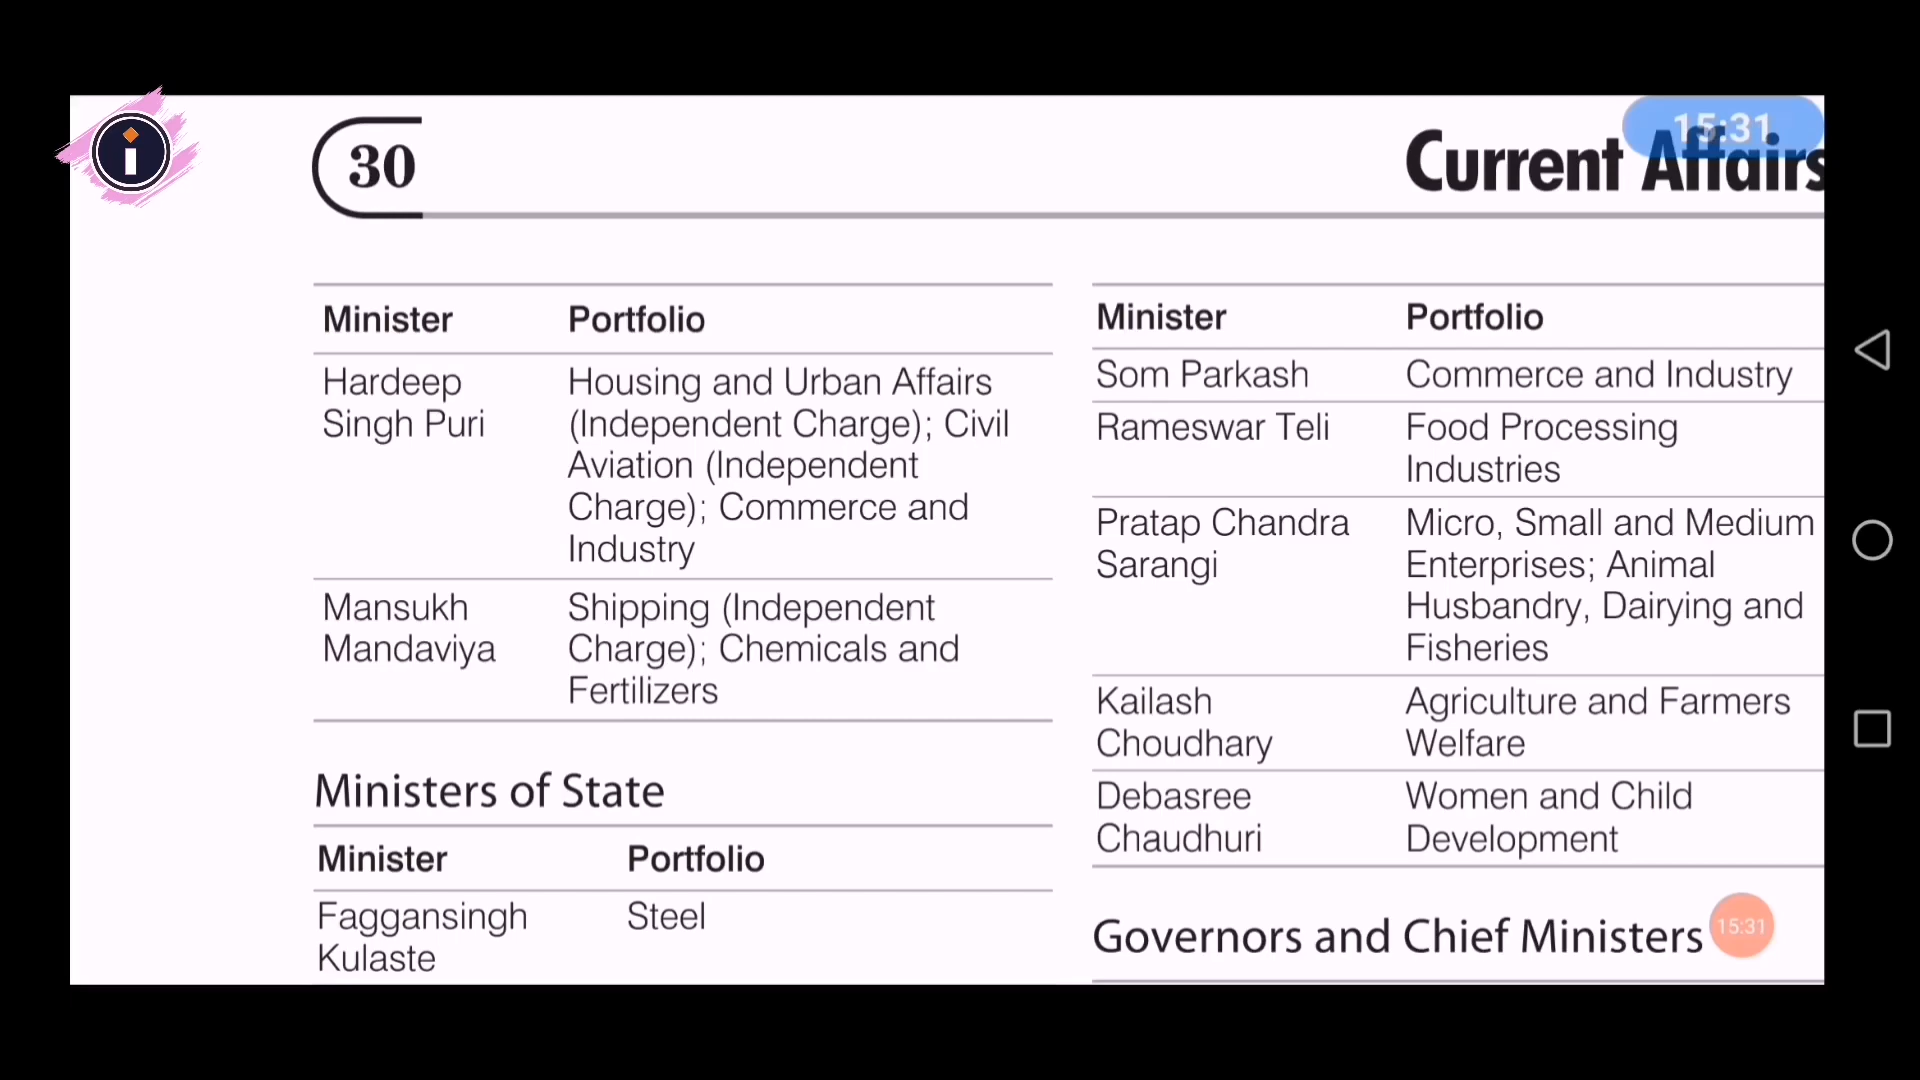 i
30
Current Affairs
15:31
Minister Portfolio
Hardeep Housing and Urban Affairs
Singh Puri (Independent Charge); Civil
Aviation (Independent
Charge); Commerce and
Industry
Mansukh Shipping (Independent
Mandaviya Charge); Chemicals and
Fertilizers
Ministers of State
Minister Portfolio
Faggansingh Steel
Kulaste
Minister Portfolio
Som Parkash Commerce and Industry
Rameswar Teli Food Processing
Industries
Pratap Chandra Micro, Small and Medium
Sarangi Enterprises; Animal
Husbandry, Dairying and
Fisheries
Kailash Agriculture and Farmers
Choudhary Welfare
Debasree Women and Child
Chaudhuri Development
Governors and Chief Ministers
15:31